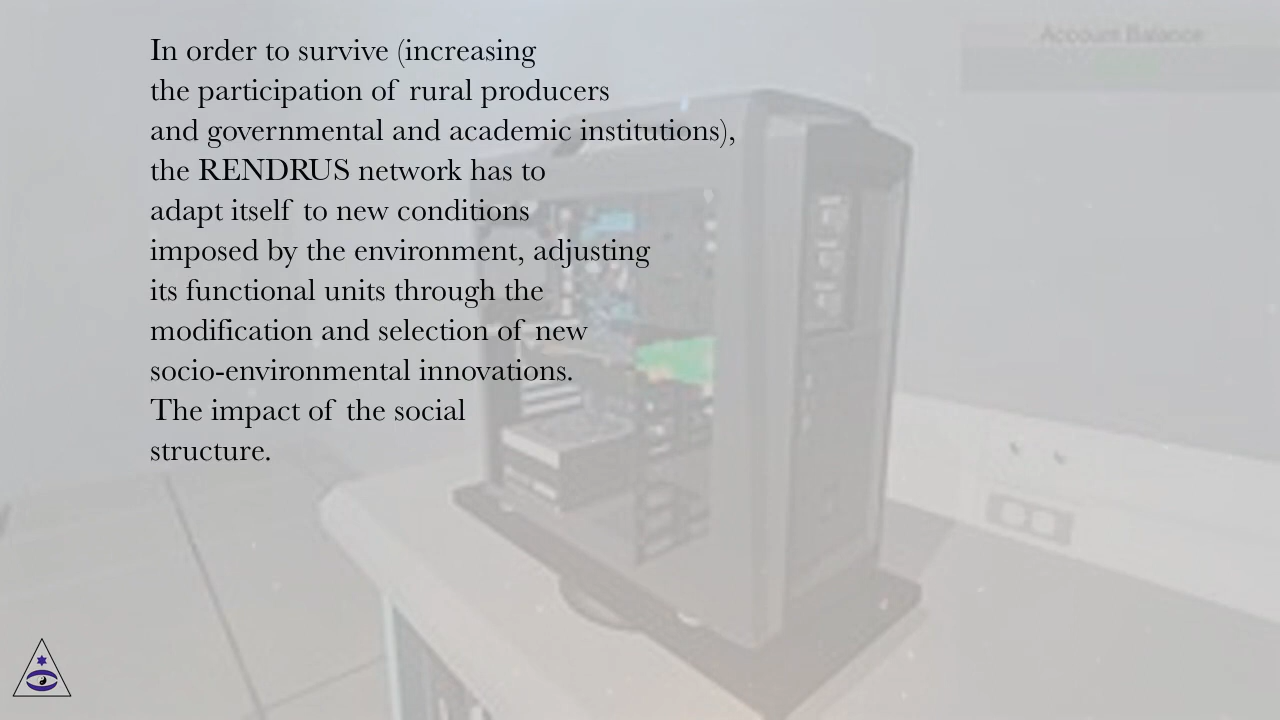 Account Balance
In order to survive (increasing
the participation of rural producers
and governmental and academic institutions),
the RENDRUS network has to
adapt itself to new conditions
imposed by the environment, adjusting
its functional units through the
modification and selection of new
socio-environmental innovations.
The impact of the social
structure.